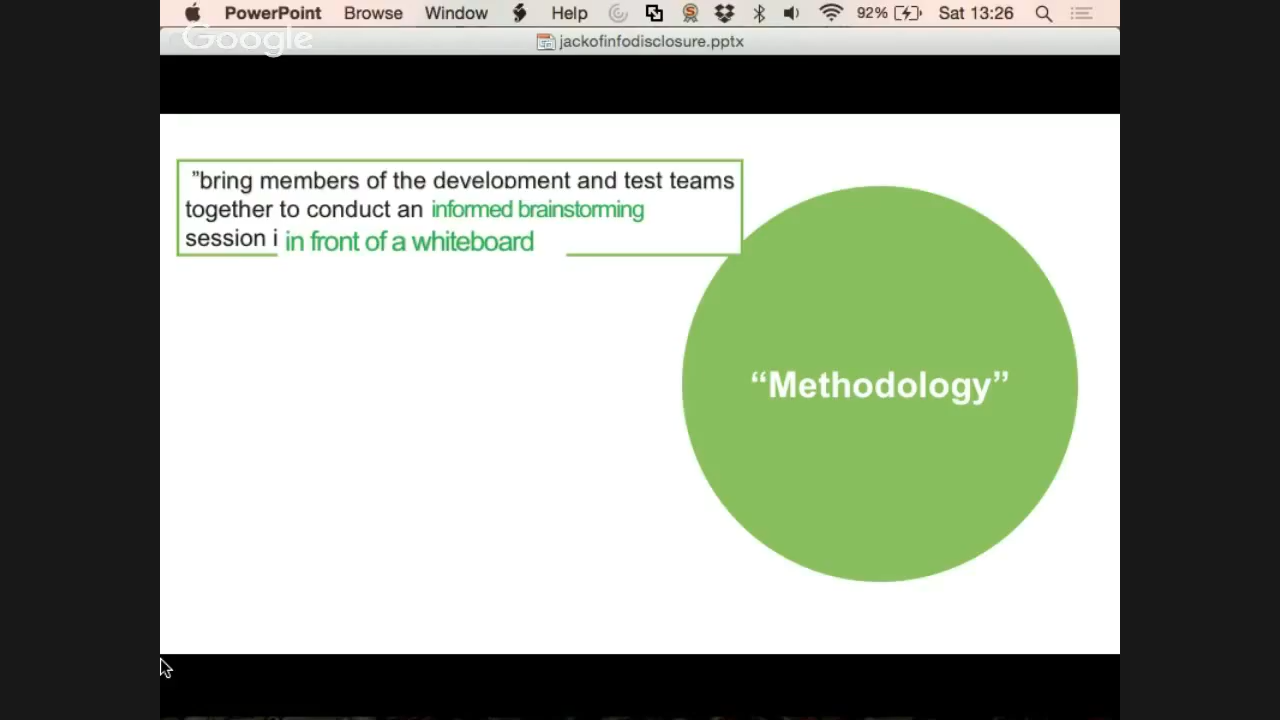 PowerPoint Browse Window Help 92% Sat 13:26
Google
jackofinfodisclosure.pptx
”bring members of the development and test teams
together to conduct an informed brainstorming
session i in front of a whiteboard
“Methodology”